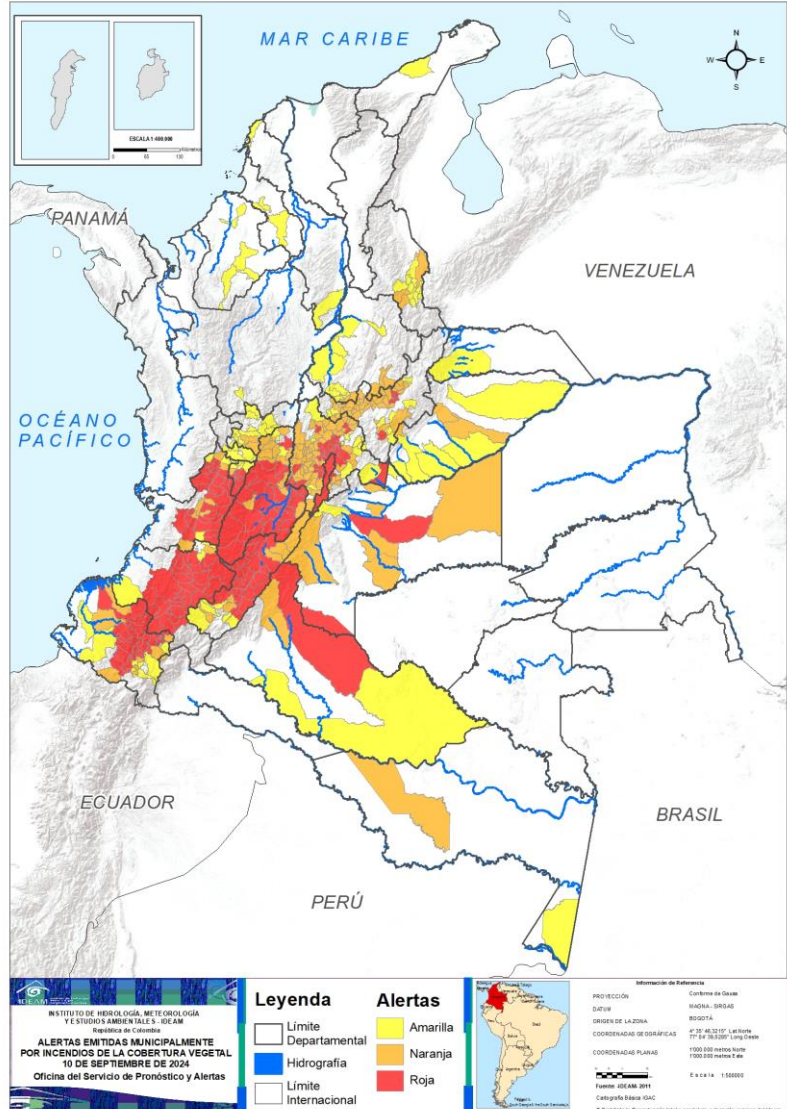 MAR CARIBE
N
W
E
S
ESCALA 1:400.000
PANAMÁ
VENEZUELA
OCÉANO
PACÍFICO
ECUADOR
BRASIL
PERÚ
IDEAM
INSTITUTO DE HIDROLOGÍA, METEOROLOGÍA
Y ESTUDIOS AMBIENTALES - IDEAM
República de Colombia
ALERTAS EMITIDAS MUNICIPALMENTE
POR INCENDIOS DE LA COBERTURA VEGETAL
10 DE SEPTIEMBRE DE 2024
Oficina del Servicio de Pronóstico y Alertas
Leyenda
Límite
Departamental
Hidrografía
Límite
Internacional
Alertas
Amarilla
Naranja
Roja
Información de Referencia
PROYECCIÓN Conforme de Gauss
DATUM MAGNA - SIRGAS
ORIGEN DE LA ZONA BOGOTÁ
COORDENADAS GEOGRÁFICAS
COORDENADAS PLANAS 1'000.000 metros Norte
1'000.000 metros Este
Fuente: IDEAM. 2011
Cartografía Básica IGAC